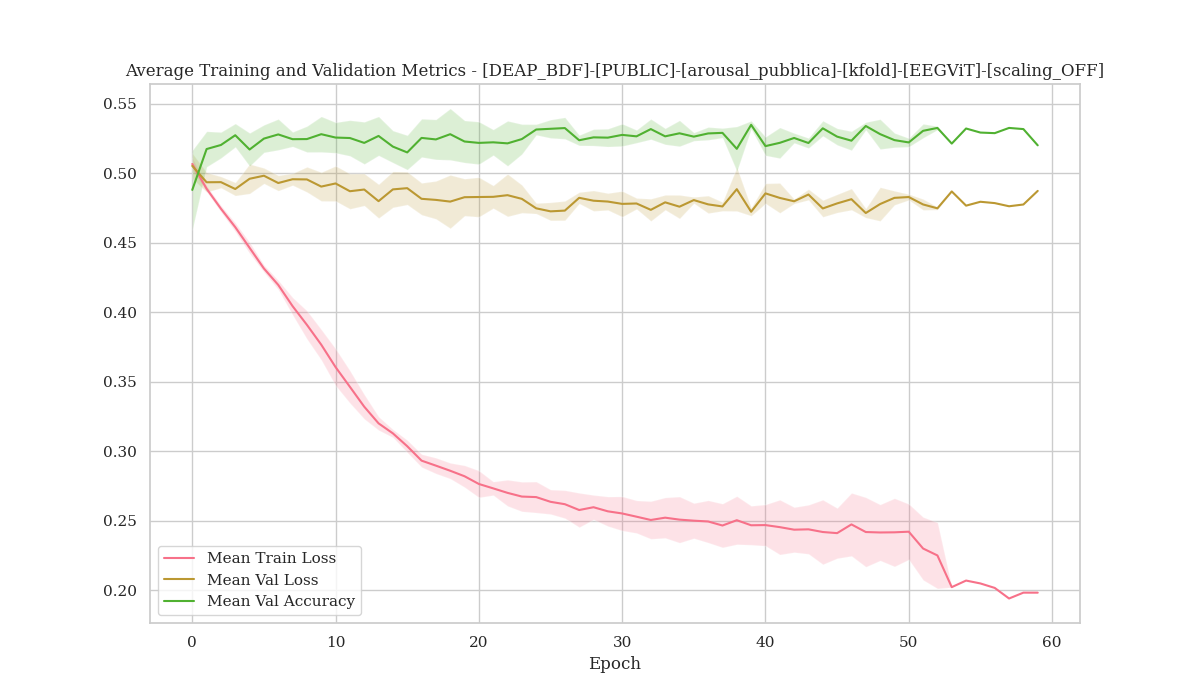 Average Training and Validation Metrics - [DEAP_BDF]-[PUBLIC]-[arousal_pubblica]-[kfold]-[EEGViT]-[scaling_OFF]
0.55
0.50
0.45
0.40
0.35
0.30
0.25
0.20
Mean Train Loss
Mean Val Loss
Mean Val Accuracy
0 10 20 30 40 50 60
Epoch